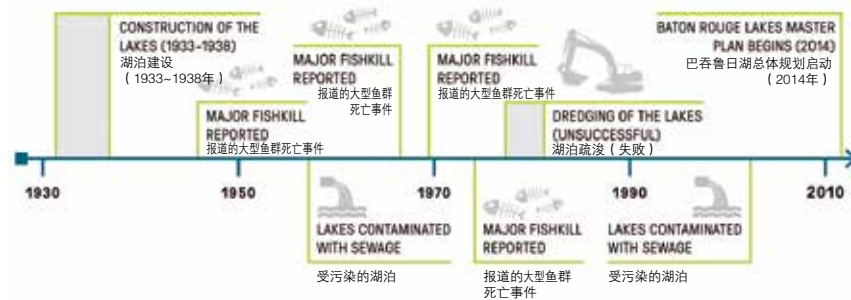 CONSTRUCTION OF THE
LAKES (1933-1938)
湖泊建设
（1933~1938年）
MAJOR FISHKILL
REPORTED
报道的大型鱼群死亡事件
MAJOR FISHKILL
REPORTED
报道的大型鱼群
死亡事件
MAJOR FISHKILL
REPORTED
报道的大型鱼群死亡事件
DREDGING OF THE LAKES
(UNSUCCESSFUL)
湖泊疏浚（失败）
BATON ROUGE LAKES MASTER
PLAN BEGINS (2014)
巴吞鲁日湖总体规划启动
（2014年）
1930
1950
1970
1990
2010
LAKES CONTAMINATED
WITH SEWAGE
受污染的湖泊
MAJOR FISHKILL
REPORTED
报道的大型鱼群
死亡事件
LAKES CONTAMINATED
WITH SEWAGE
受污染的湖泊